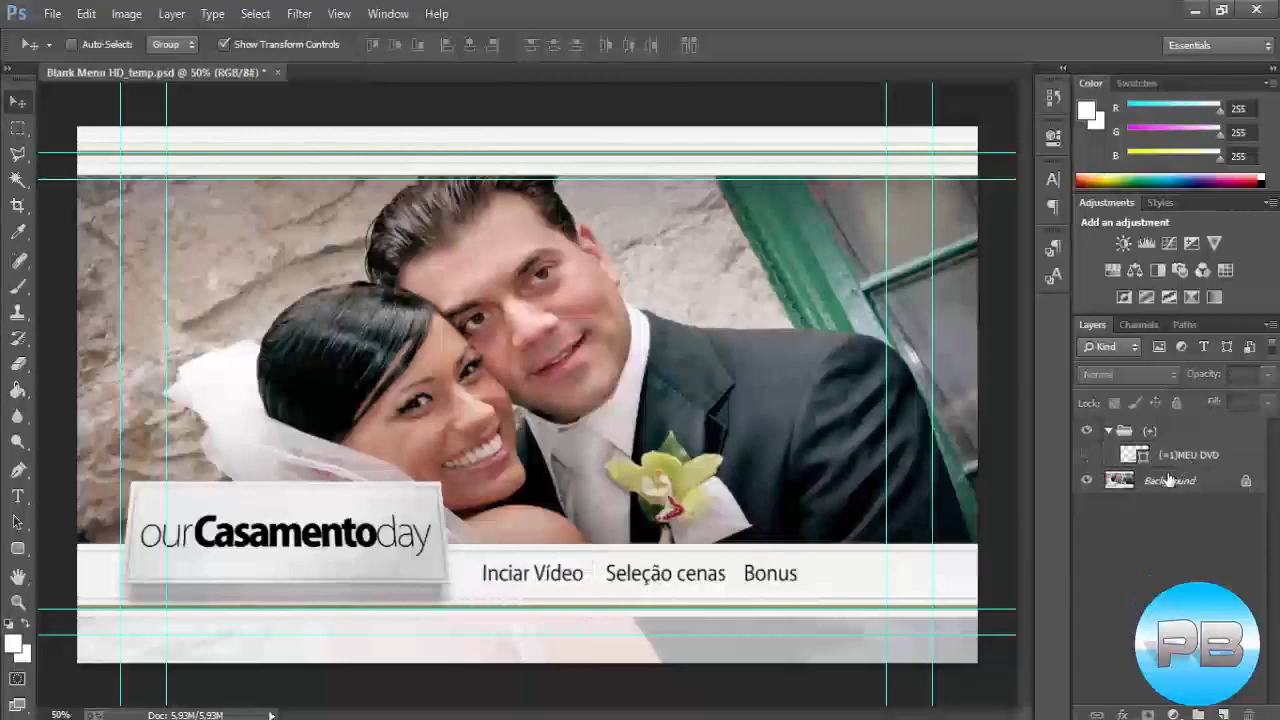 Ps File Edit Image Layer Type Select Filter View Window Help
Auto-Select: Group Show Transform Controls Essentials
Blank Menu HD_temp.psd @ 50% (RGB/8#) * ×
Color Swatches
R 255
G 255
B 255
Adjustments Styles
Add an adjustment
Layers Channels Paths
Kind
Normal Opacity:
Lock: Fill:
(+)
(=1)MEU DVD
Background
ourCasamentoday
Inciar Vídeo Seleção cenas Bonus
PB
50% Doc: 5,93M/5,93M